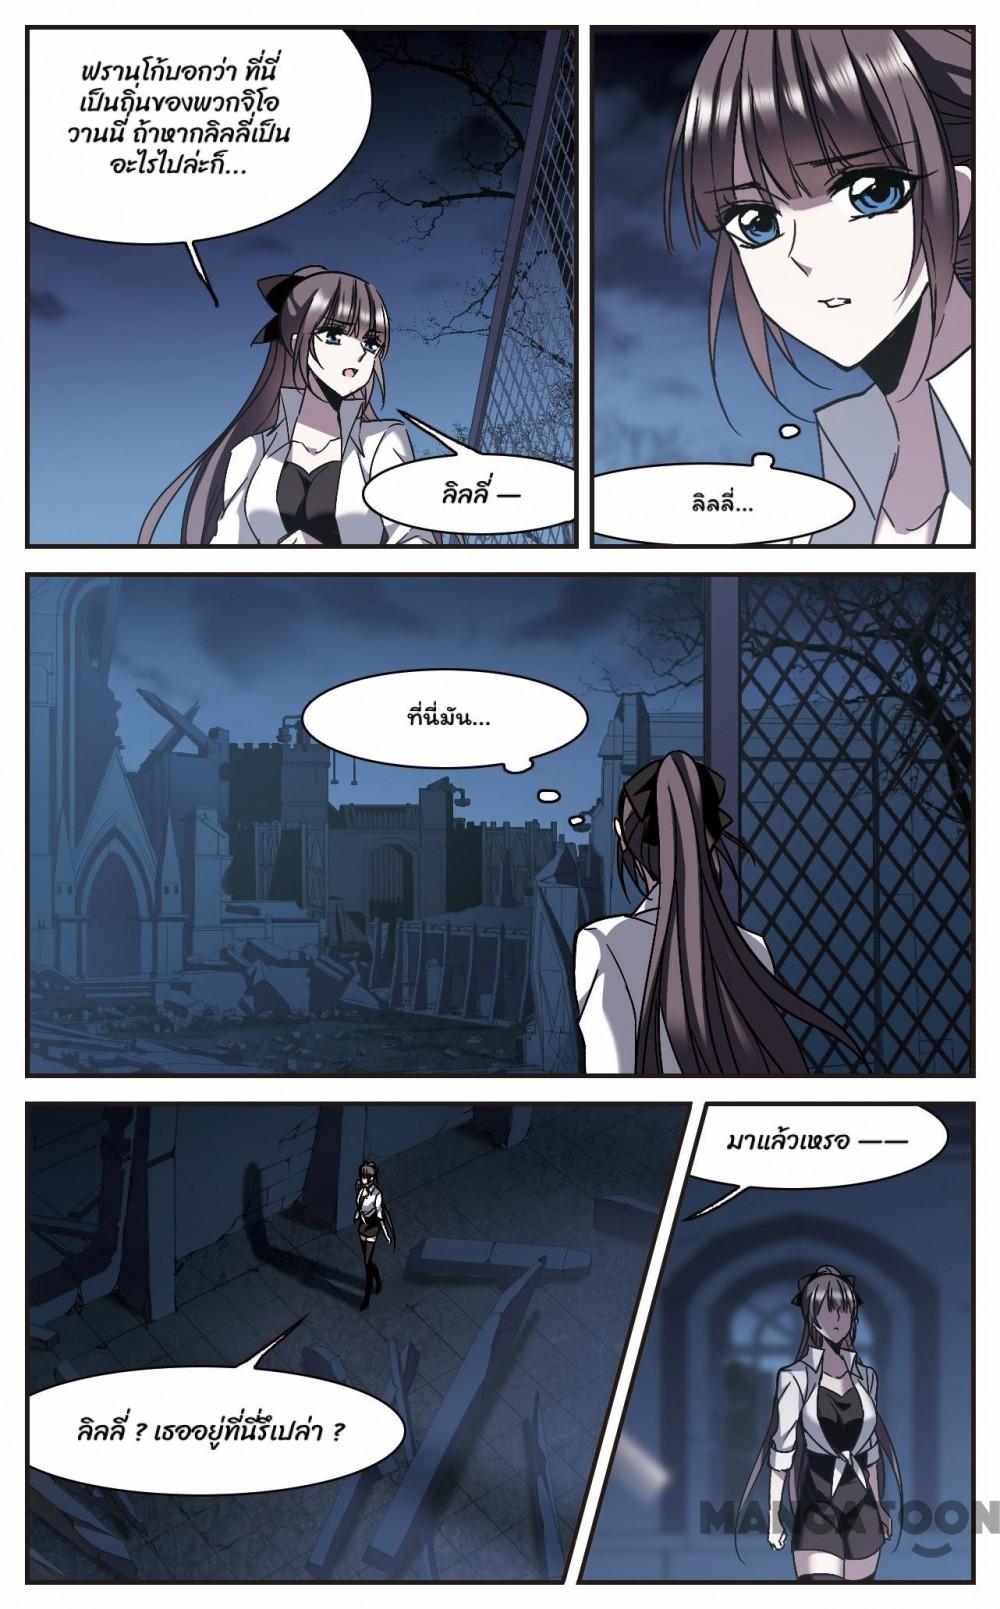 ฟรานโก้บอกว่า ที่นี่
เป็นถิ่นของพวกจิโอ
วานนี่ ถ้าหากลิลลี่เป็น
อะไรไปล่ะก็...
ลิลลี่ —
ลิลลี่...
ที่นี่มัน...
ลิลลี่ ? เธออยู่ที่นี่รึเปล่า ?
มาแล้วเหรอ ——
MANGATOON